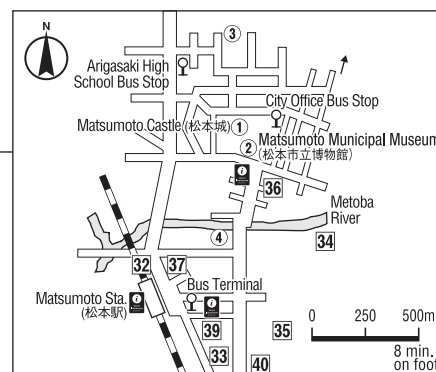 N
3
Arigasaki High
School Bus Stop
City Office Bus Stop
Matsumoto Castle (松本城) 1
2 Matsumoto Municipal Museum
(松本市立博物館)
i
36
Metoba
River
4
34
32
37
Bus Terminal
Matsumoto Sta.
(松本駅)
i
i
39
35
33
40
0 250 500m
8 min.
on foot